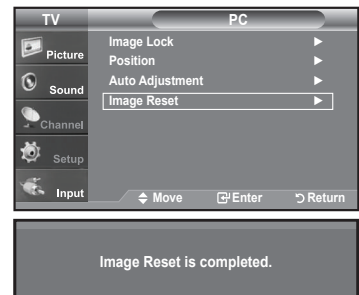 TV PC
Picture
Sound
Channel
Setup
Input
Image Lock
Position
Auto Adjustment
Image Reset
Move Enter Return
Image Reset is completed.